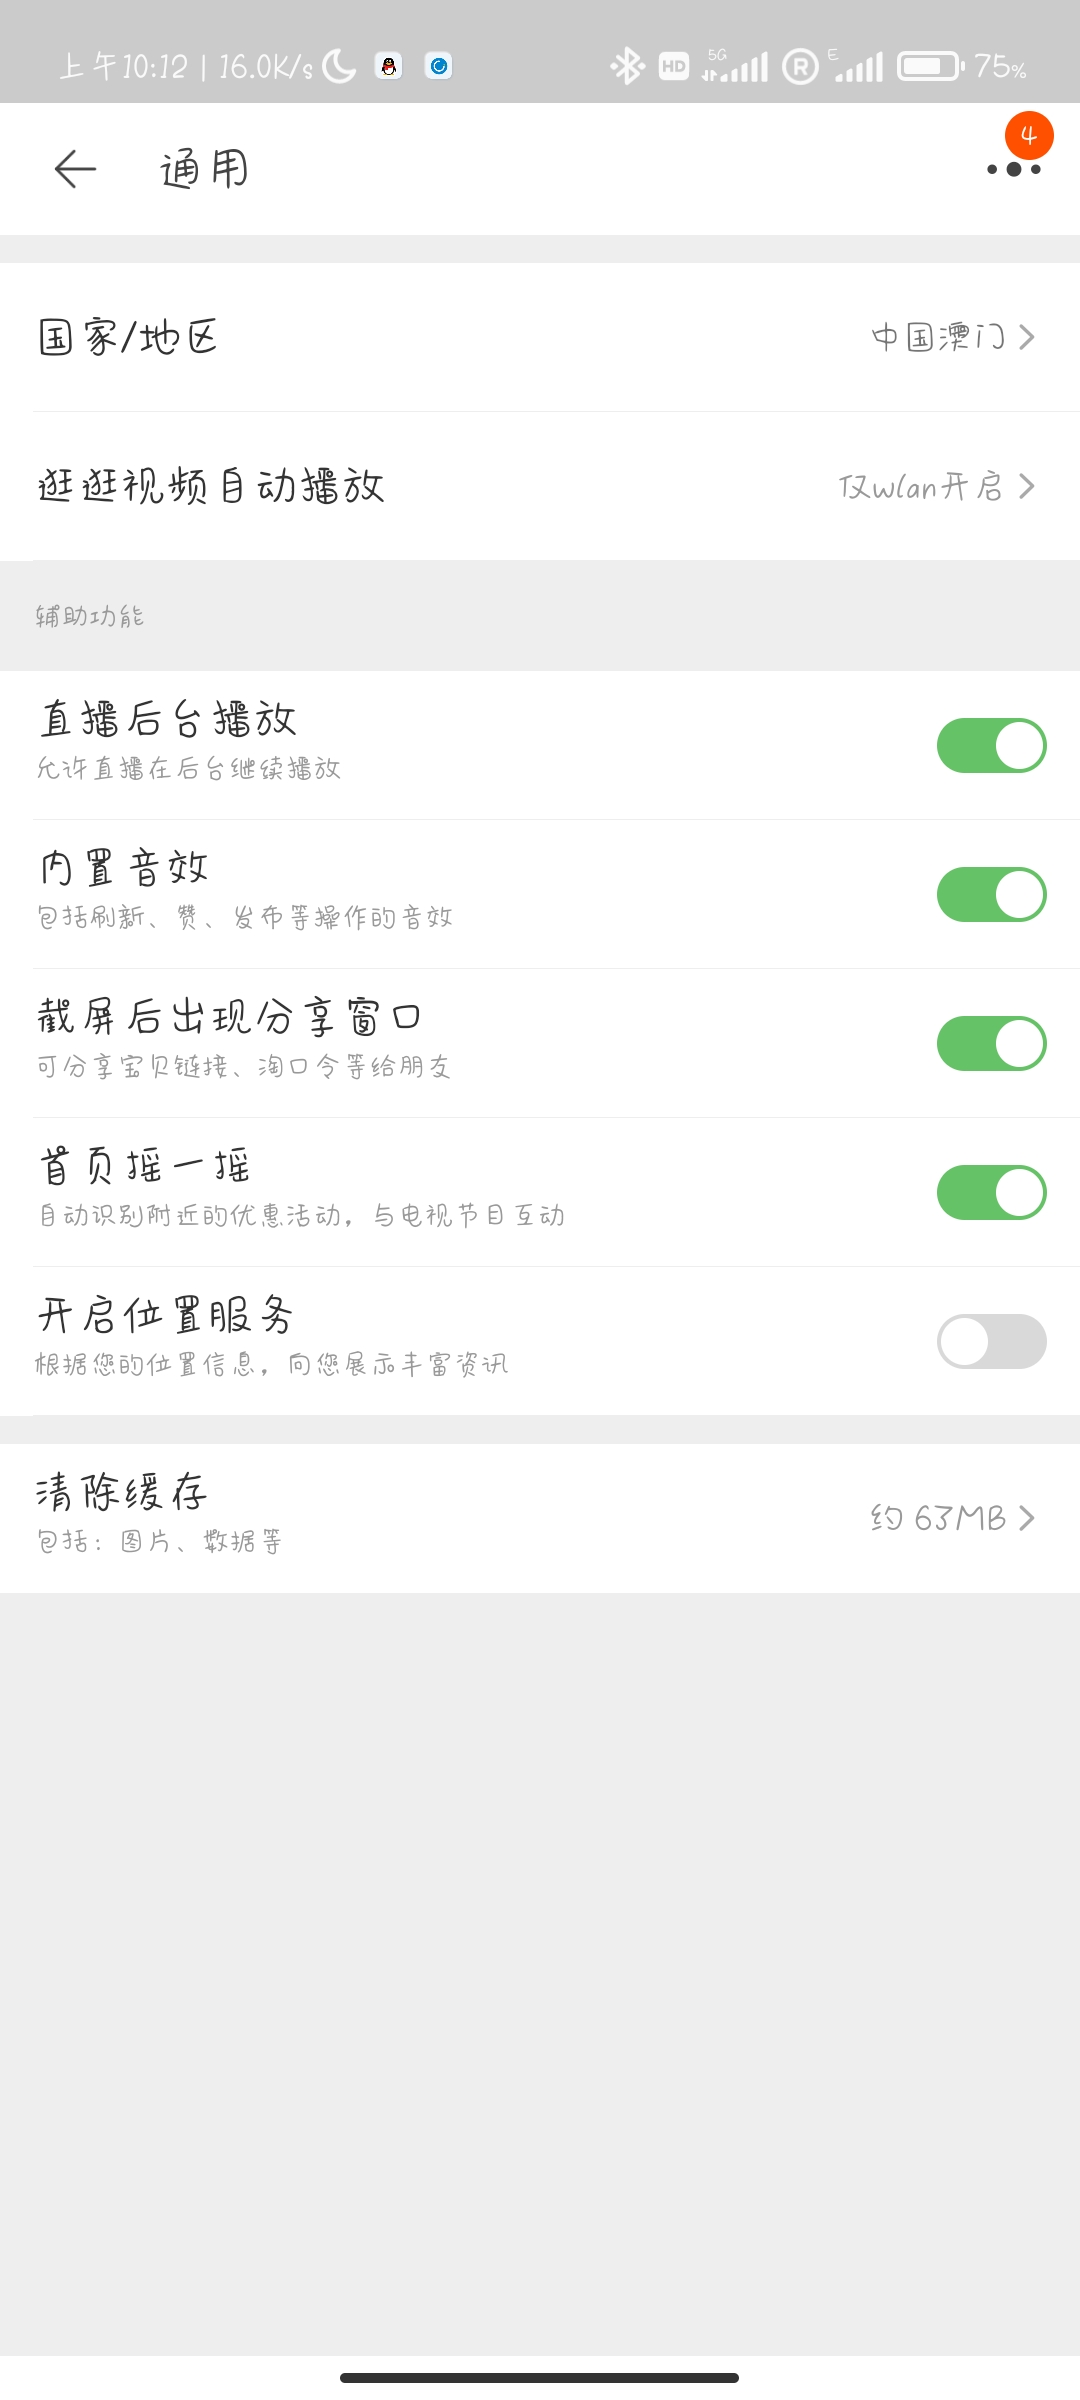 上午10:12 | 16.0K/s HD 5G R E 75%
4
通用
国家/地区 中国澳门
逛逛视频自动播放 仅wlan开启
辅助功能
直播后台播放
允许直播在后台继续播放
内置音效
包括刷新、赞、发布等操作的音效
截屏后出现分享窗口
可分享宝贝链接、淘口令等给朋友
首页摇一摇
自动识别附近的优惠活动，与电视节目互动
开启位置服务
根据您的位置信息，向您展示丰富资讯
清除缓存
包括：图片、数据等
约 63MB